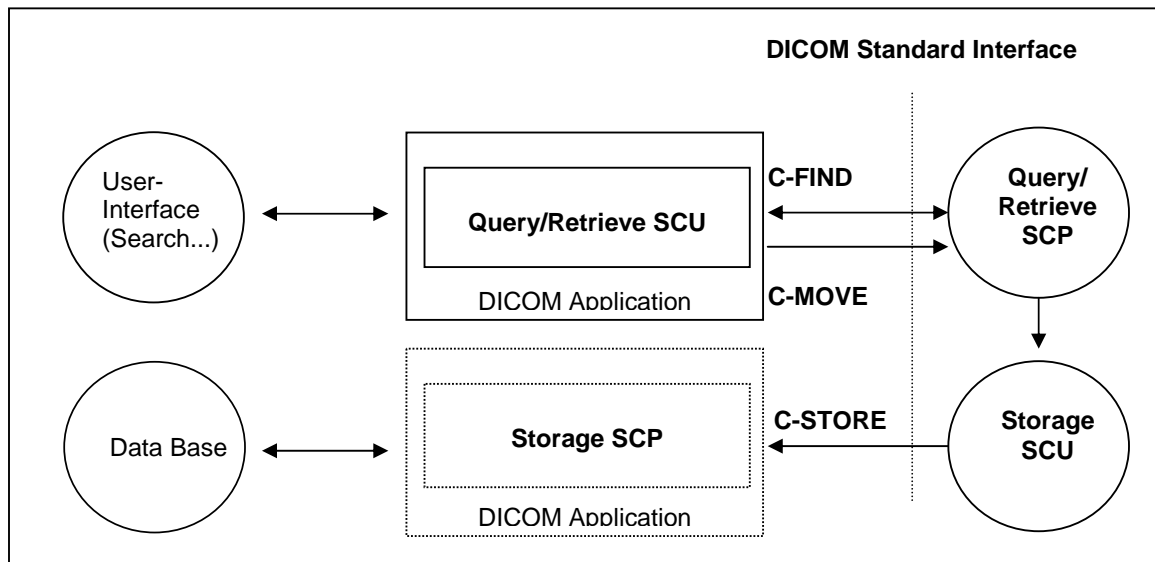 DICOM Standard Interface
User-
Interface
(Search...)
Query/Retrieve SCU
DICOM Application
C-FIND
C-MOVE
Query/
Retrieve
SCP
Data Base
Storage SCP
DICOM Application
C-STORE
Storage
SCU